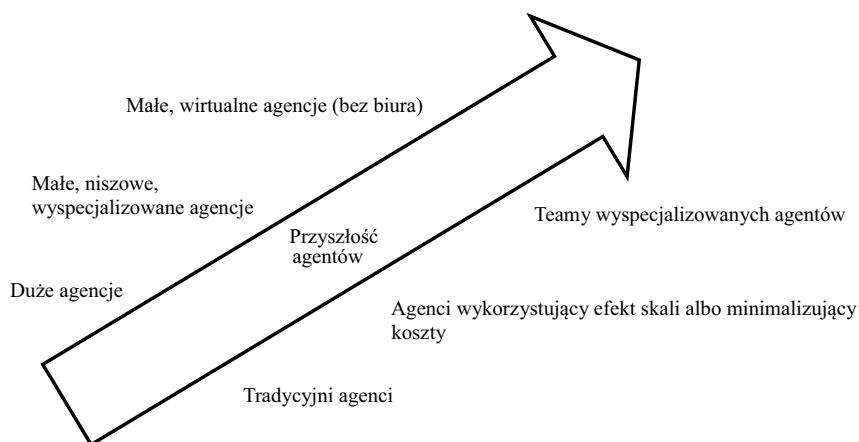 Małe, wirtualne agencje (bez biura)
Małe, niszowe,
wyspecjalizowane agencje
Teamy wyspecjalizowanych agentów
Przyszłość
agentów
Duże agencje
Agenci wykorzystujący efekt skali albo minimalizujący
koszty
Tradycyjni agenci